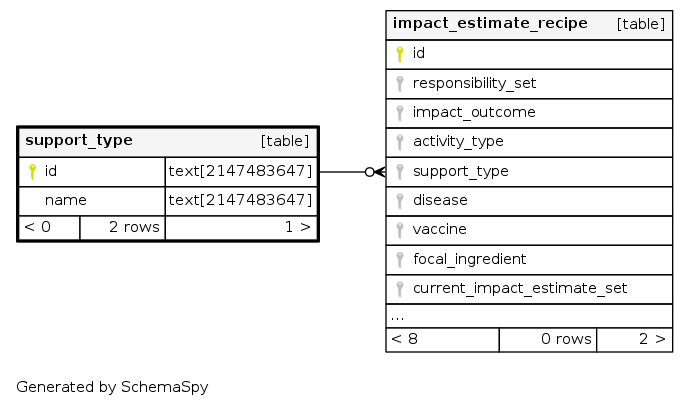 impact_estimate_recipe [table]
id
responsibility_set
impact_outcome
activity_type
support_type
disease
vaccine
focal_ingredient
current_impact_estimate_set
...
< 8 0 rows 2 >
support_type [table]
id text[2147483647]
name text[2147483647]
< 0 2 rows 1 >
Generated by SchemaSpy